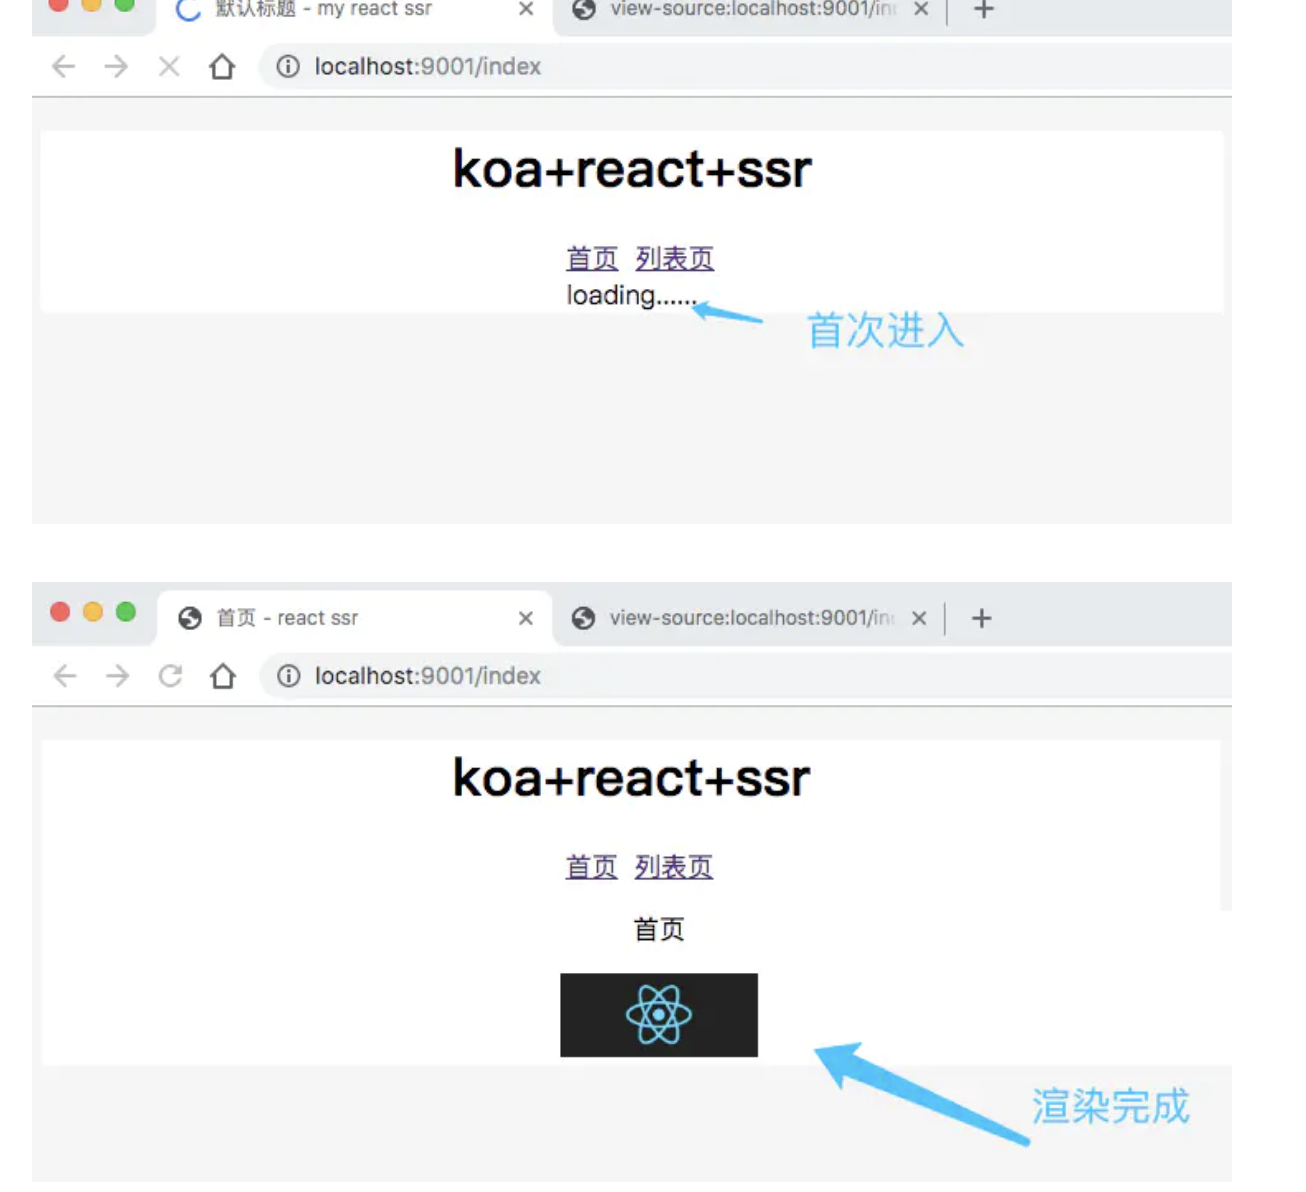 默认标题 - my react ssr
view-source:localhost:9001/in
localhost:9001/index
koa+react+ssr
首页 列表页
loading......
首次进入
首页 - react ssr
view-source:localhost:9001/in
localhost:9001/index
koa+react+ssr
首页 列表页
首页
渲染完成